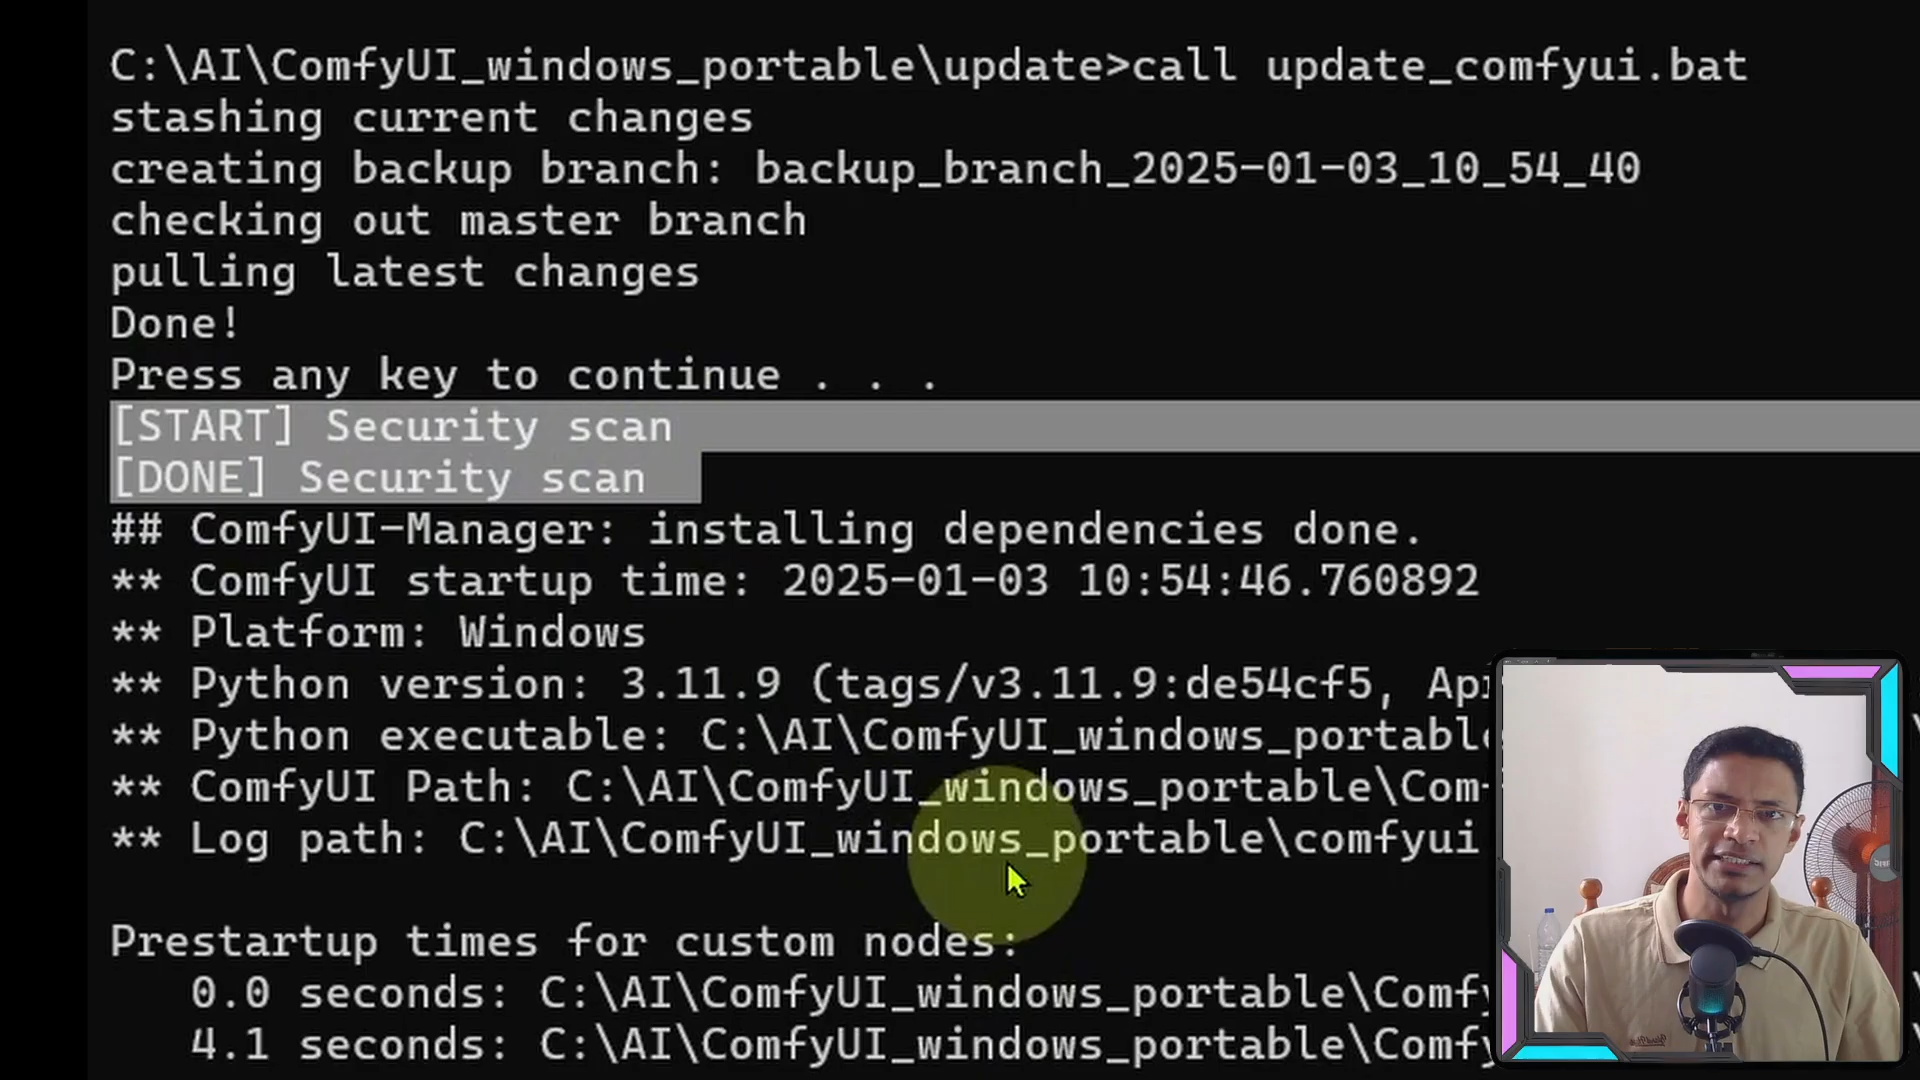 C:\AI\ComfyUI_windows_portable\update>call update_comfyui.bat
stashing current changes
creating backup branch: backup_branch_2025-01-03_10_54_40
checking out master branch
pulling latest changes
Done!
Press any key to continue . . .
[START] Security scan
[DONE] Security scan
## ComfyUI-Manager: installing dependencies done.
** ComfyUI startup time: 2025-01-03 10:54:46.760892
** Platform: Windows
** Python version: 3.11.9 (tags/v3.11.9:de54cf5, Apr
** Python executable: C:\AI\ComfyUI_windows_portable
** ComfyUI Path: C:\AI\ComfyUI_windows_portable\Com
** Log path: C:\AI\ComfyUI_windows_portable\comfyui
Prestartup times for custom nodes:
0.0 seconds: C:\AI\ComfyUI_windows_portable\Comfy
4.1 seconds: C:\AI\ComfyUI_windows_portable\Comfy